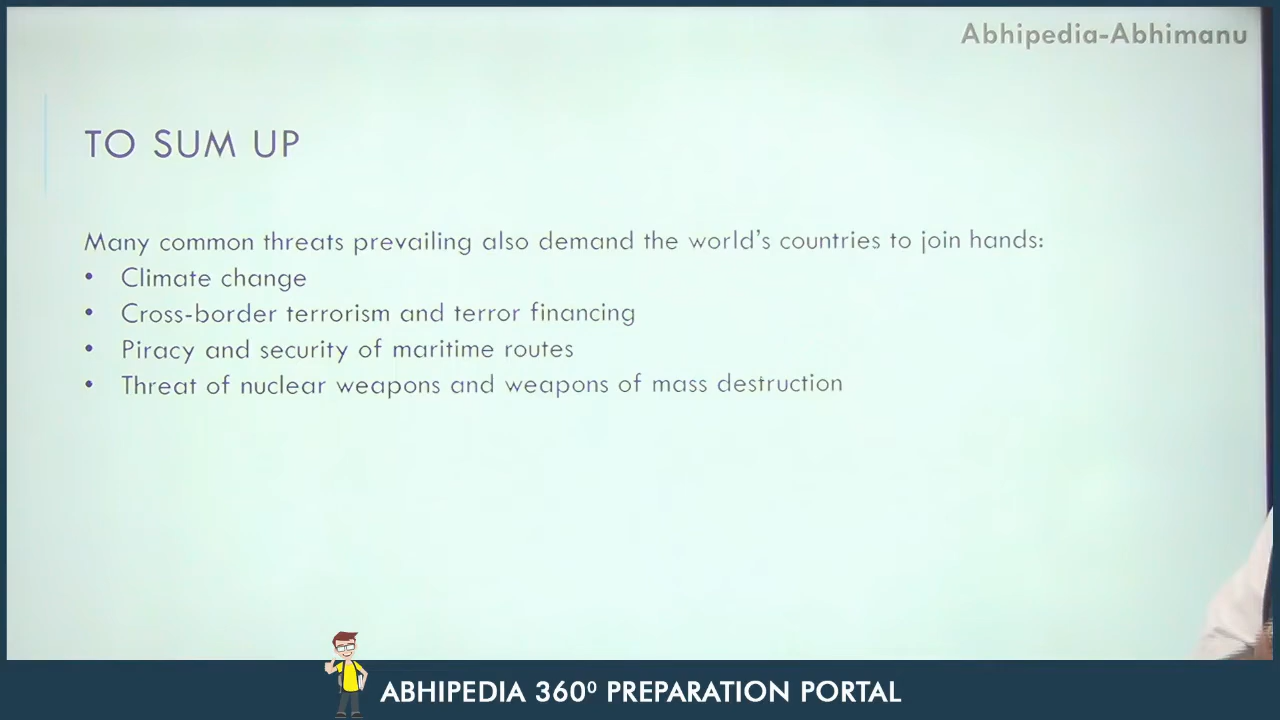 Abhipedia-Abhimanu
TO SUM UP
Many common threats prevailing also demand the world's countries to join hands:
• Climate change
• Cross-border terrorism and terror financing
• Piracy and security of maritime routes
• Threat of nuclear weapons and weapons of mass destruction
ABHIPEDIA 360⁰ PREPARATION PORTAL